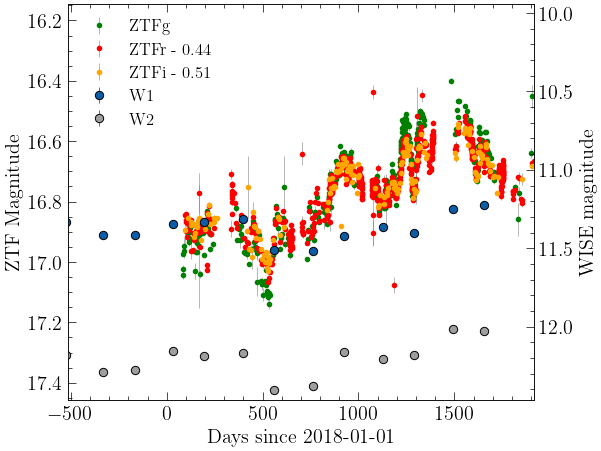 ZTFg
ZTFr - 0.44
ZTFi - 0.51
W1
W2
ZTF Magnitude
16.2
16.4
16.6
16.8
17.0
17.2
17.4
WISE magnitude
10.0
10.5
11.0
11.5
12.0
−500
0
500
1000
1500
Days since 2018-01-01